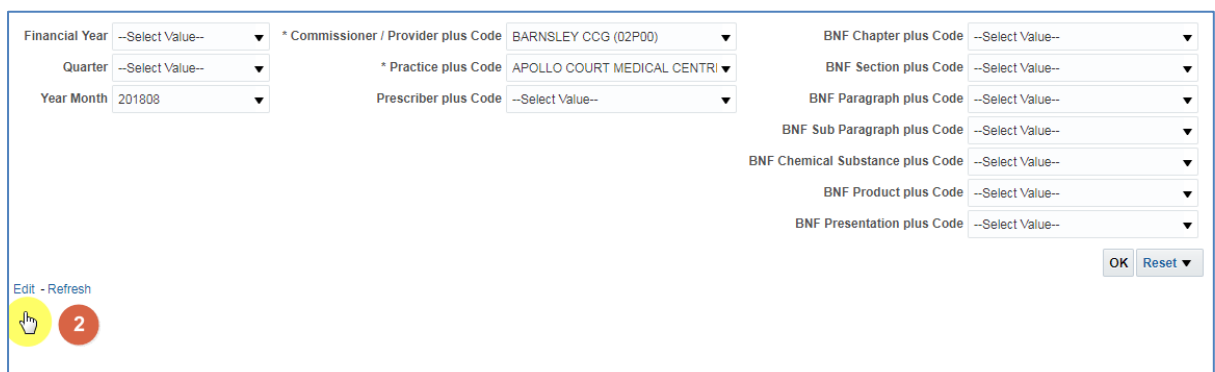 Financial Year --Select Value-- * Commissioner / Provider plus Code BARNSLEY CCG (02P00) BNF Chapter plus Code --Select Value--
Quarter --Select Value-- * Practice plus Code APOLLO COURT MEDICAL CENTRI BNF Section plus Code --Select Value--
Year Month 201808 Prescriber plus Code --Select Value-- BNF Paragraph plus Code --Select Value--
BNF Sub Paragraph plus Code --Select Value--
BNF Chemical Substance plus Code --Select Value--
BNF Product plus Code --Select Value--
BNF Presentation plus Code --Select Value--
OK Reset
Edit - Refresh
2